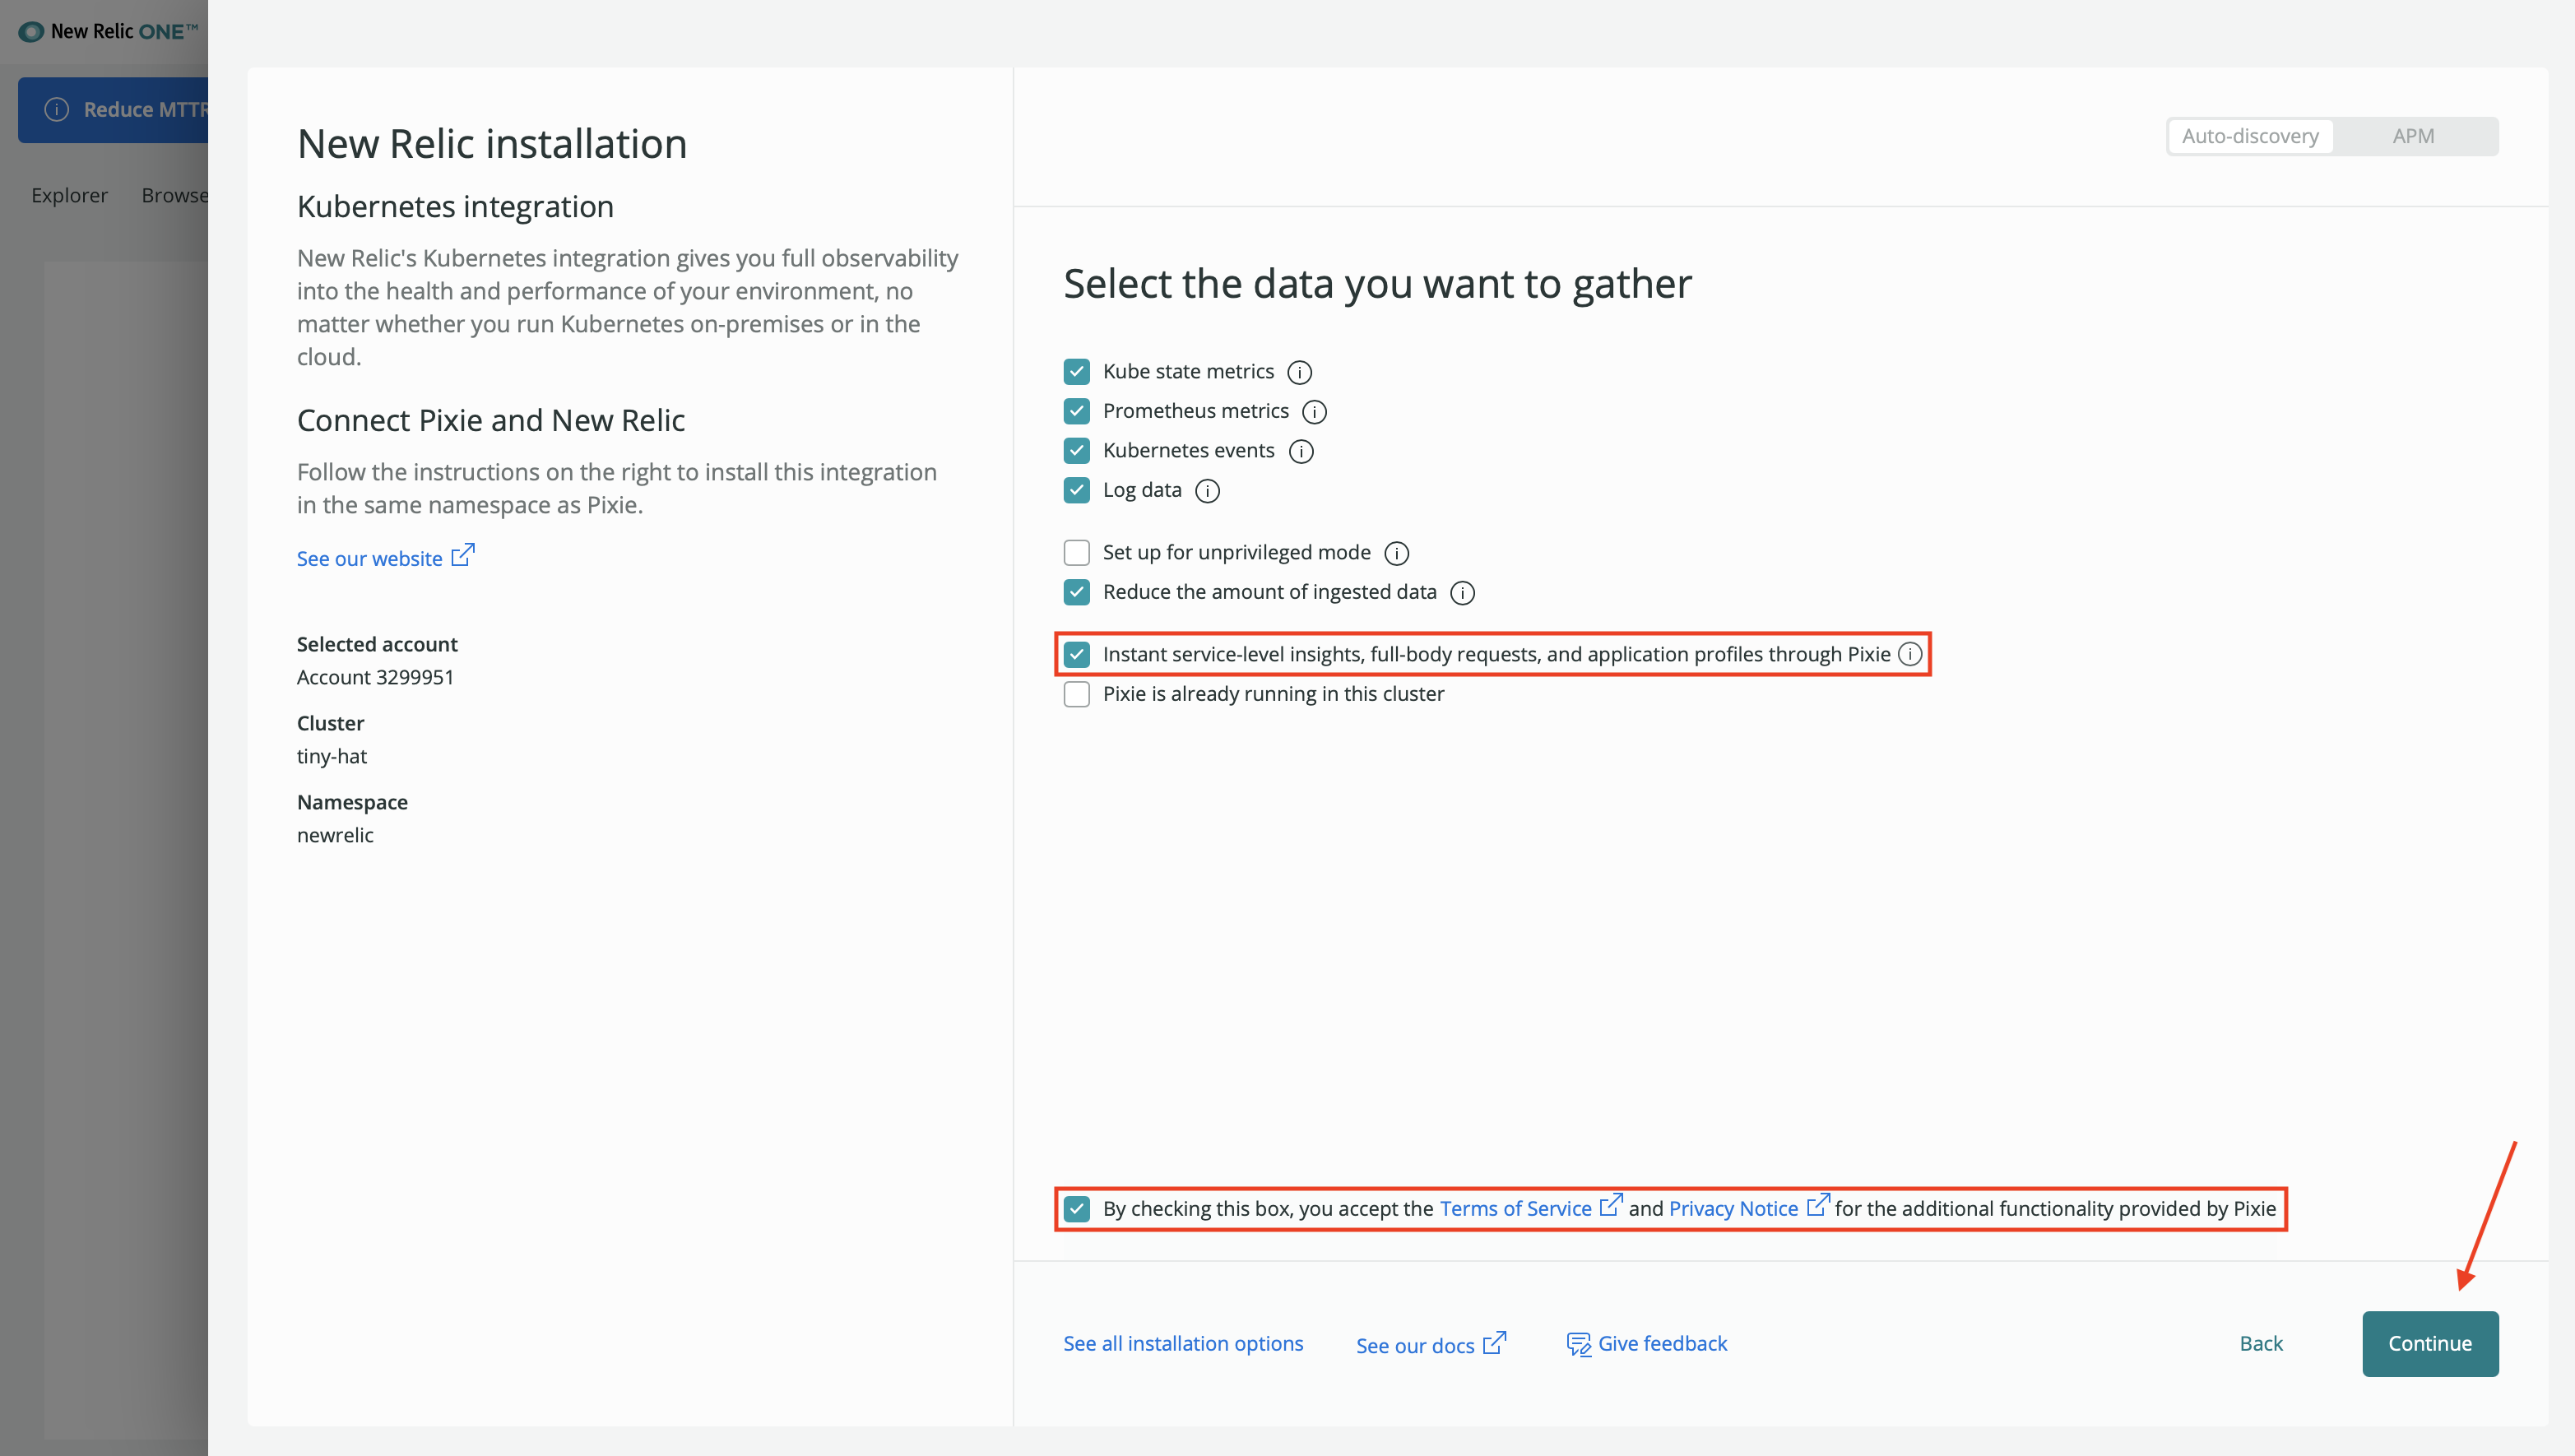 New Relic ONE™
Reduce MTTR
Explorer Browse
New Relic installation
Kubernetes integration
New Relic's Kubernetes integration gives you full observability
into the health and performance of your environment, no
matter whether you run Kubernetes on-premises or in the
cloud.
Connect Pixie and New Relic
Follow the instructions on the right to install this integration
in the same namespace as Pixie.
See our website
Selected account
Account 3299951
Cluster
tiny-hat
Namespace
newrelic
Auto-discovery APM
Select the data you want to gather
Kube state metrics
Prometheus metrics
Kubernetes events
Log data
Set up for unprivileged mode
Reduce the amount of ingested data
Instant service-level insights, full-body requests, and application profiles through Pixie
Pixie is already running in this cluster
By checking this box, you accept the Terms of Service and Privacy Notice for the additional functionality provided by Pixie
See all installation options See our docs Give feedback Back Continue